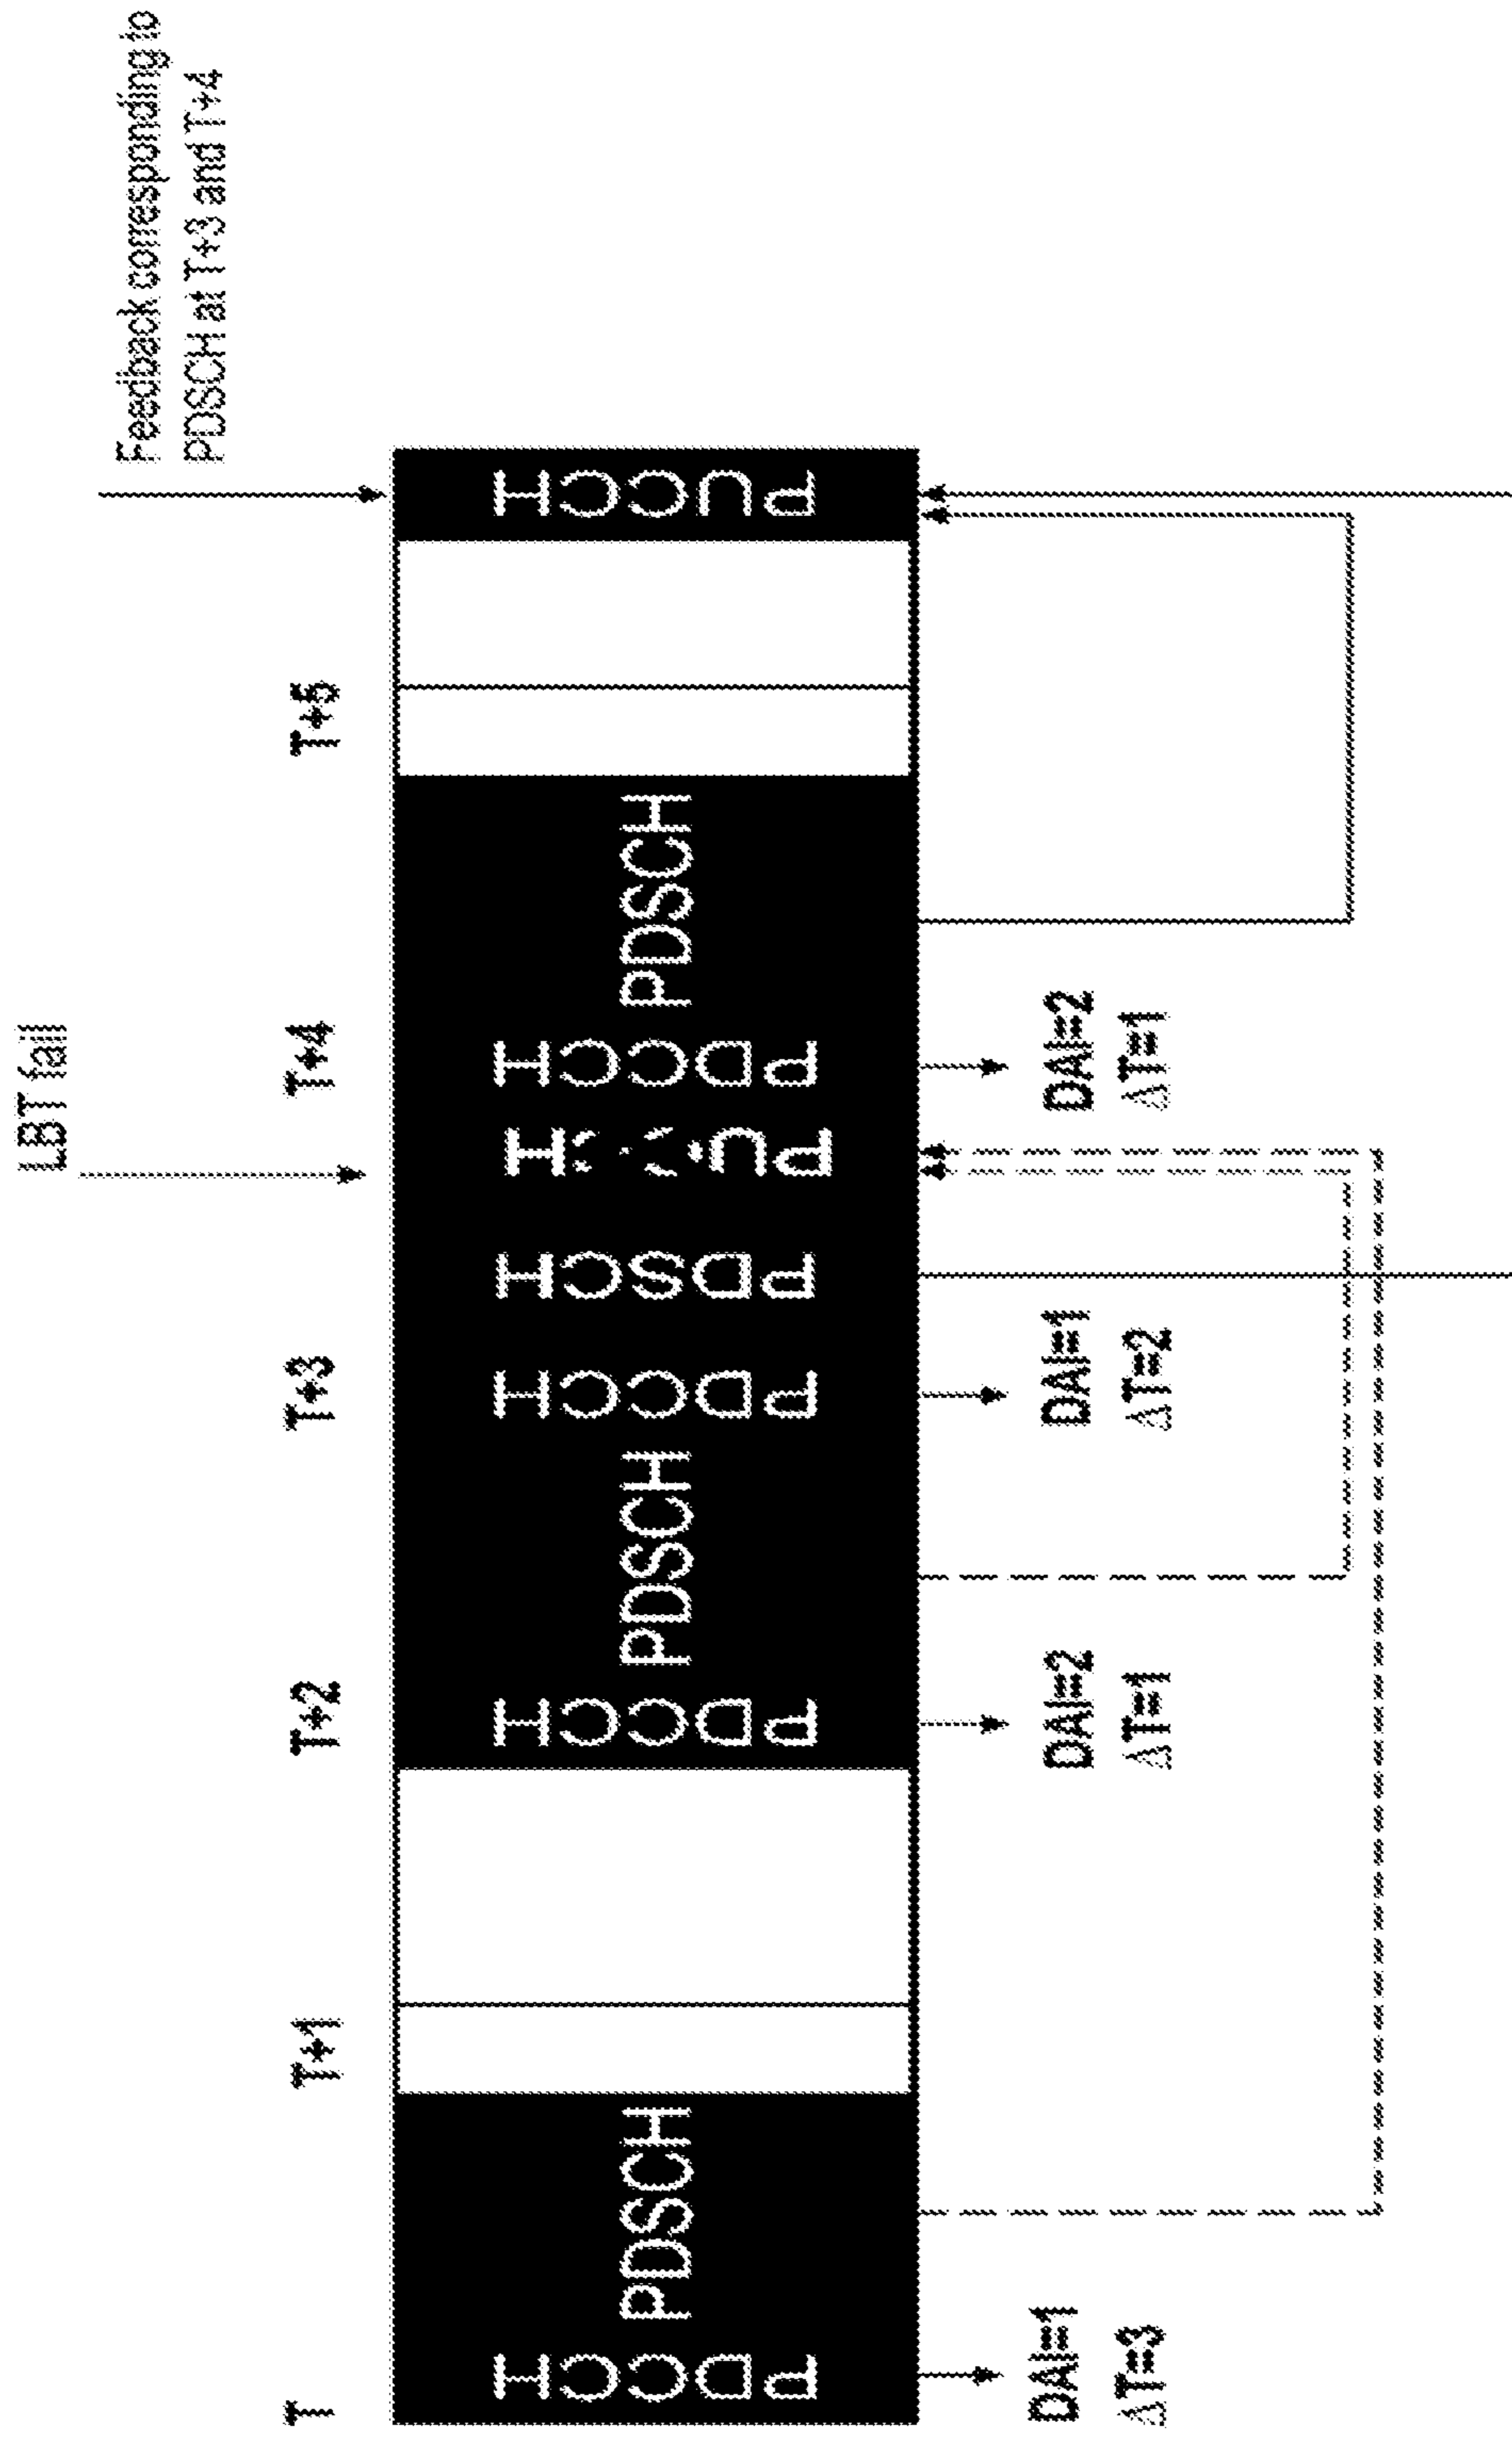 LBT fail
Feedback corresponding to
PDSCH at T+3 and T+4
T
T+1
T+2
T+3
T+4
T+5
PDCCH
PDSCH
PDCCH
PDSCH
PDCCH
PDSCH
PDCCH
PDSCH
PUCCH
DAI=1
ΔT=3
DAI=2
ΔT=1
DAI=1
ΔT=2
DAI=2
ΔT=1